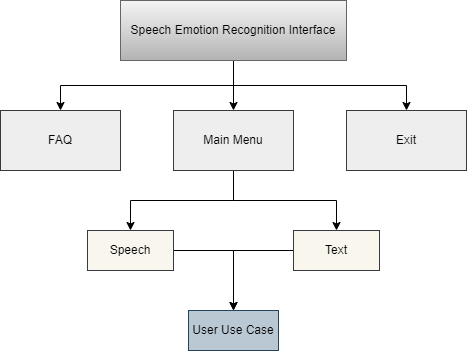 Speech Emotion Recognition Interface
FAQ
Main Menu
Exit
Speech
Text
User Use Case